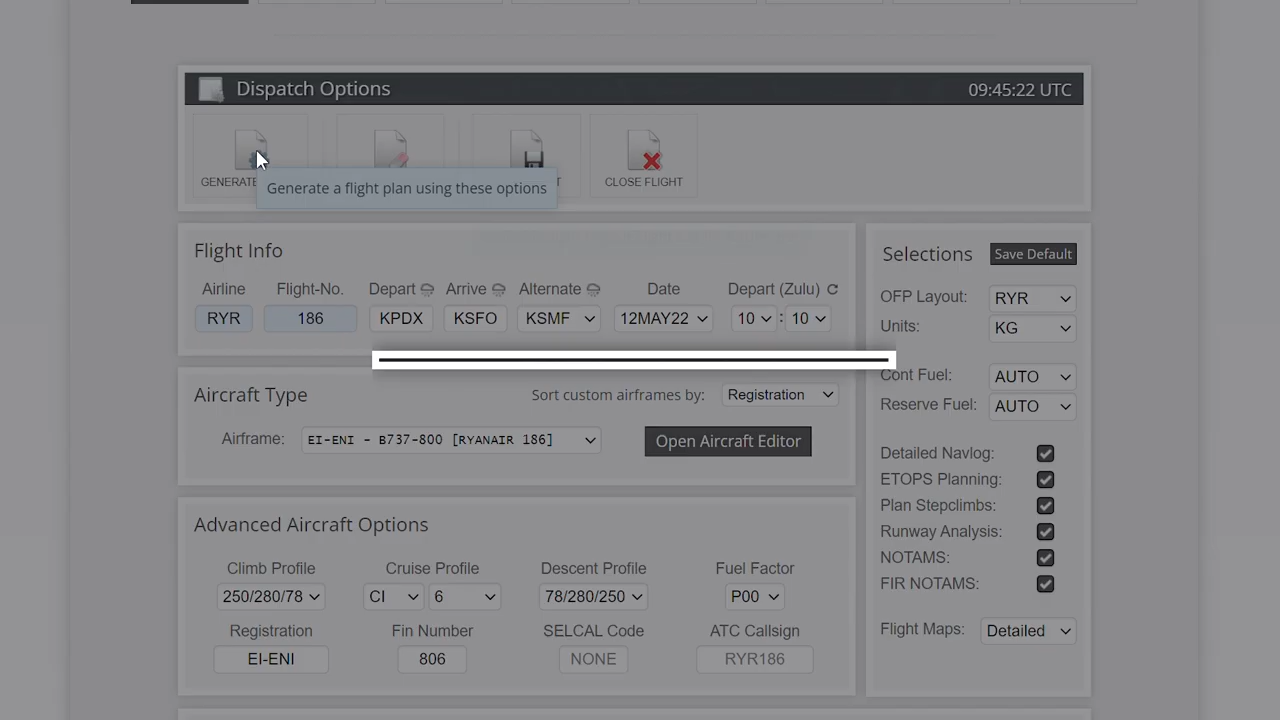 Dispatch Options 09:45:22 UTC
GENERATE
CLOSE FLIGHT
Generate a flight plan using these options
Flight Info
Airline Flight-No. Depart Arrive Alternate Date Depart (Zulu)
RYR 186 KPDX KSFO KSMF 12MAY22 10 : 10
Aircraft Type Sort custom airframes by: Registration
Airframe: EI-ENI - B737-800 [RYANAIR 186] Open Aircraft Editor
Advanced Aircraft Options
Climb Profile Cruise Profile Descent Profile Fuel Factor
250/280/78 CI 6 78/280/250 P00
Registration Fin Number SELCAL Code ATC Callsign
EI-ENI 806 NONE RYR186
Selections Save Default
OFP Layout: RYR
Units: KG
Cont Fuel: AUTO
Reserve Fuel: AUTO
Detailed Navlog:
ETOPS Planning:
Plan Stepclimbs:
Runway Analysis:
NOTAMS:
FIR NOTAMS:
Flight Maps: Detailed